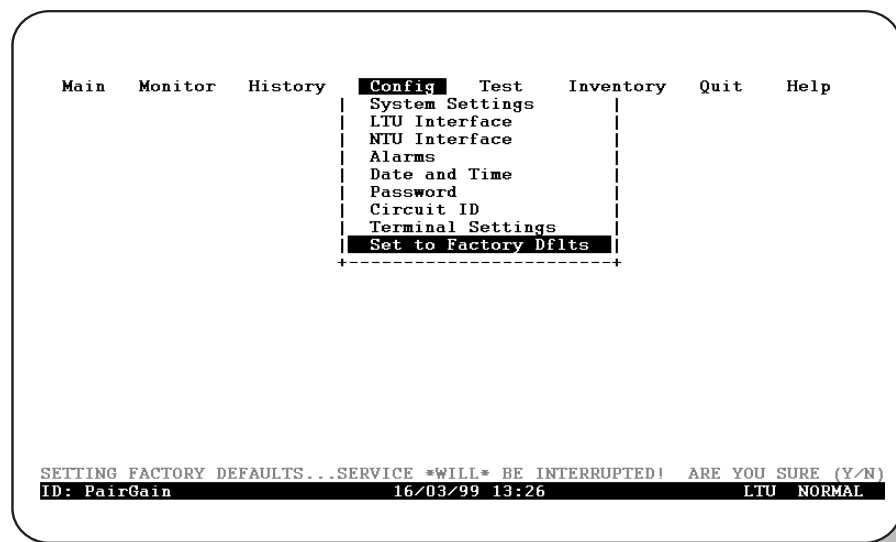 Main Monitor History Config Test Inventory Quit Help
System Settings
LTU Interface
NTU Interface
Alarms
Date and Time
Password
Circuit ID
Terminal Settings
Set to Factory Dflts
SETTING FACTORY DEFAULTS...SERVICE *WILL* BE INTERRUPTED! ARE YOU SURE (Y/N)
ID: PairGain 16/03/99 13:26 LTU NORMAL